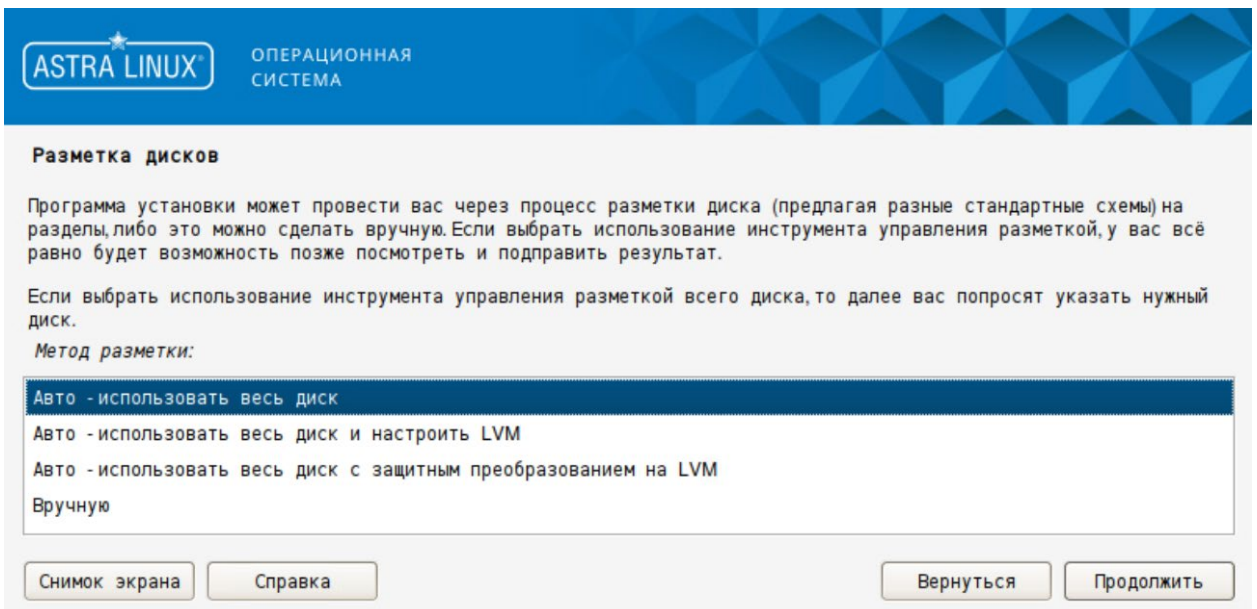 ASTRA LINUX®
ОПЕРАЦИОННАЯ
СИСТЕМА
Разметка дисков
Программа установки может провести вас через процесс разметки диска (предлагая разные стандартные схемы) на
разделы, либо это можно сделать вручную. Если выбрать использование инструмента управления разметкой, у вас всё
равно будет возможность позже посмотреть и подправить результат.
Если выбрать использование инструмента управления разметкой всего диска, то далее вас попросят указать нужный
диск.
Метод разметки:
Авто - использовать весь диск
Авто - использовать весь диск и настроить LVM
Авто - использовать весь диск с защитным преобразованием на LVM
Вручную
Снимок экрана
Справка
Вернуться
Продолжить